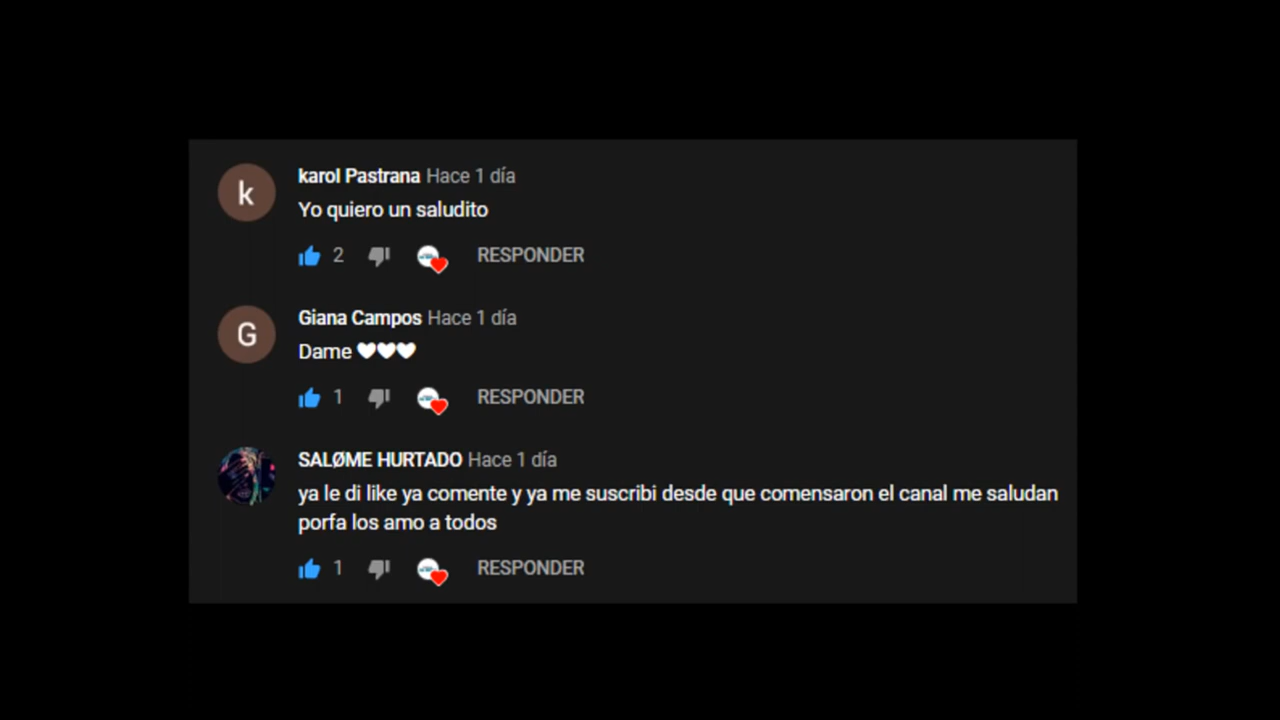 k
karol Pastrana Hace 1 día
Yo quiero un saludito
2 RESPONDER
G
Giana Campos Hace 1 día
Dame 🤍🤍🤍
1 RESPONDER
SALØME HURTADO Hace 1 día
ya le di like ya comente y ya me suscribi desde que comensaron el canal me saludan
porfa los amo a todos
1 RESPONDER